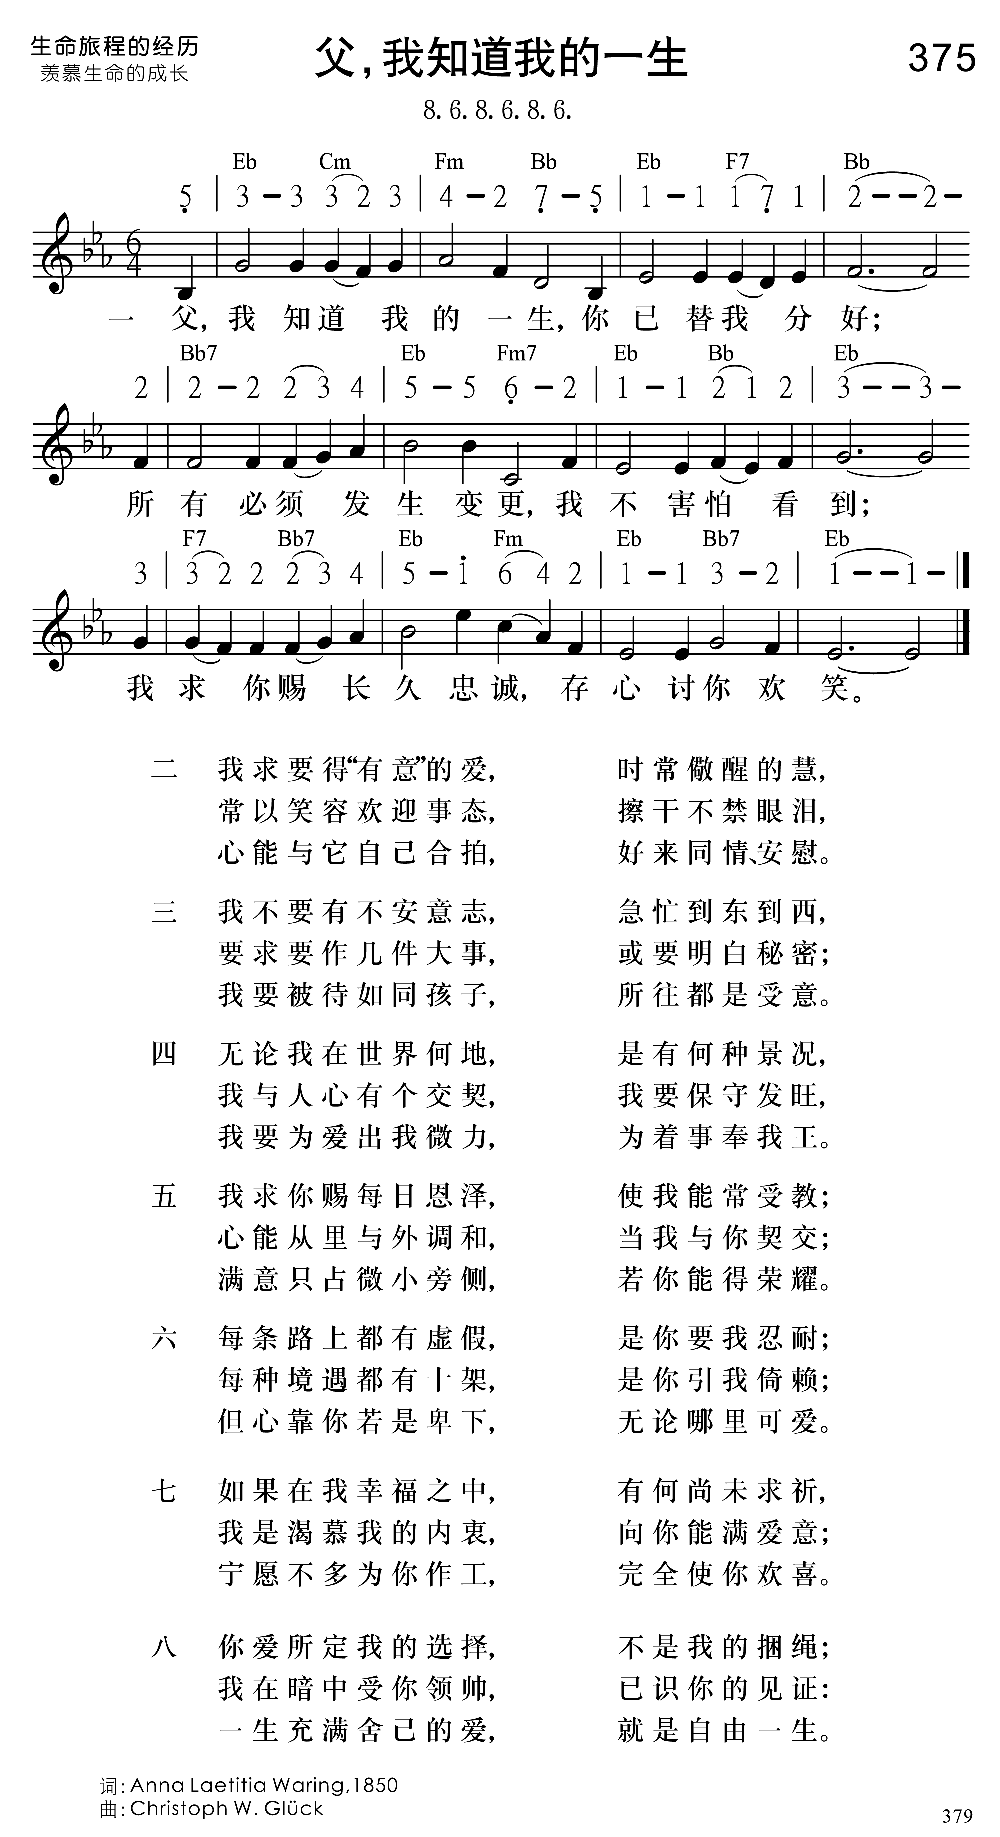 生命旅程的经历
羡慕生命的成长
父,我知道我的一生
375
8. 6. 8. 6. 8. 6.
Eb Cm Fm Bb Eb F7 Bb
5 | 3 - 3 3 2 3 | 4 - 2 7 - 5 | 1 - 1 1 7 1 | 2 - - 2 -
6
4
一 父,我 知道 我 的 一 生,你 已 替我 分 好;
Bb7 Eb Fm7 Eb Bb Eb
2 | 2 - 2 2 3 4 | 5 - 5 6 - 2 | 1 - 1 2 1 2 | 3 - - 3 -
所 有 必须 发 生 变 更,我 不 害怕 看 到;
F7 Bb7 Eb Fm Eb Bb7 Eb
3 | 3 2 2 2 3 4 | 5 - 1 6 4 2 | 1 - 1 3 - 2 | 1 - - 1 -
我 求 你赐 长 久 忠 诚, 存 心 讨你 欢 笑。
二 我求要得“有意”的爱, 时常儆醒的慧,
常以笑容欢迎事态, 擦干不禁眼泪,
心能与它自己合拍, 好来同情、安慰。
三 我不要有不安意志, 急忙到东到西,
要求要作几件大事, 或要明白秘密;
我要被待如同孩子, 所往都是受意。
四 无论我在世界何地, 是有何种景况,
我与人心有个交契, 我要保守发旺,
我要为爱出我微力, 为着事奉我王。
五 我求你赐每日恩泽, 使我能常受教;
心能从里与外调和, 当我与你契交;
满意只占微小旁侧, 若你能得荣耀。
六 每条路上都有虚假, 是你要我忍耐;
每种境遇都有十架, 是你引我倚赖;
但心靠你若是卑下, 无论哪里可爱。
七 如果在我幸福之中, 有何尚未求祈,
我是渴慕我的内衷, 向你能满爱意;
宁愿不多为你作工, 完全使你欢喜。
八 你爱所定我的选择, 不是我的捆绳;
我在暗中受你领帅, 已识你的见证:
一生充满舍己的爱, 就是自由一生。
词: Anna Laetitia Waring,1850
曲: Christoph W. Glück
379